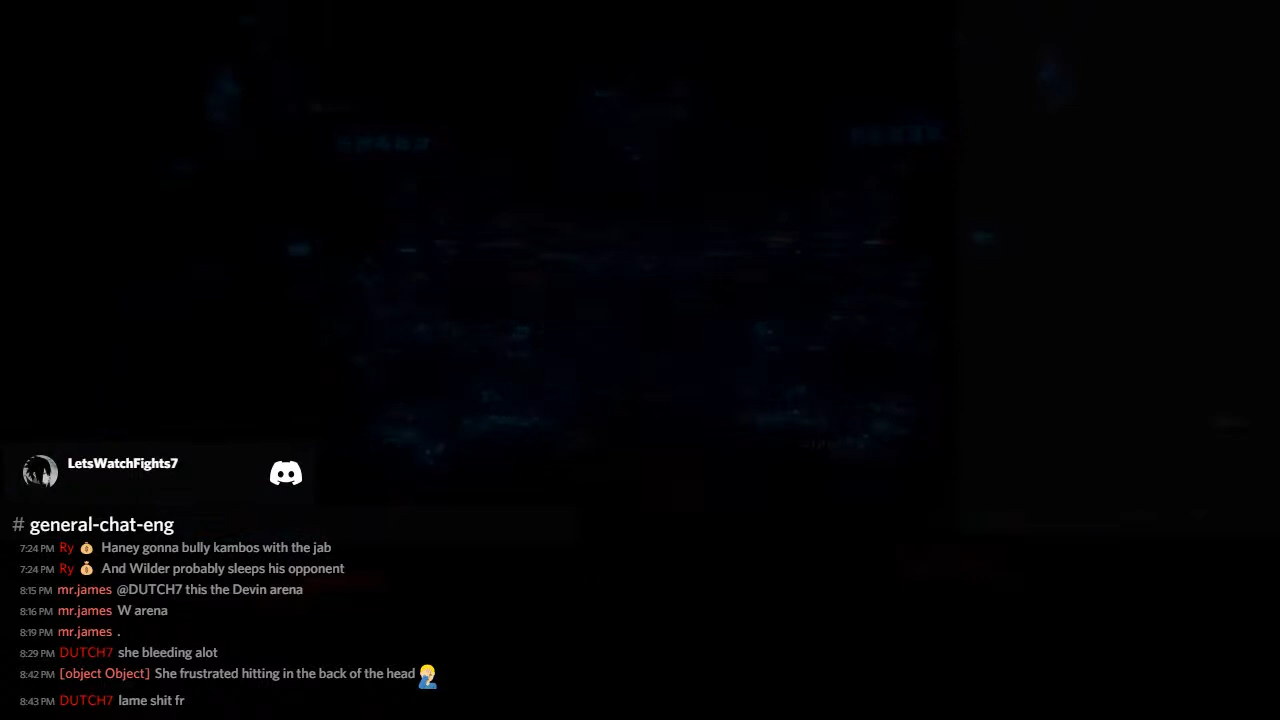 LetsWatchFights7
# general-chat-eng
7:24 PM Ry 💰 Haney gonna bully kambos with the jab
7:24 PM Ry 💰 And Wilder probably sleeps his opponent
8:15 PM mr.james @DUTCH7 this the Devin arena
8:16 PM mr.james W arena
8:19 PM mr.james .
8:29 PM DUTCH7 she bleeding alot
8:42 PM [object Object] She frustrated hitting in the back of the head 🤦
8:43 PM DUTCH7 lame shit fr